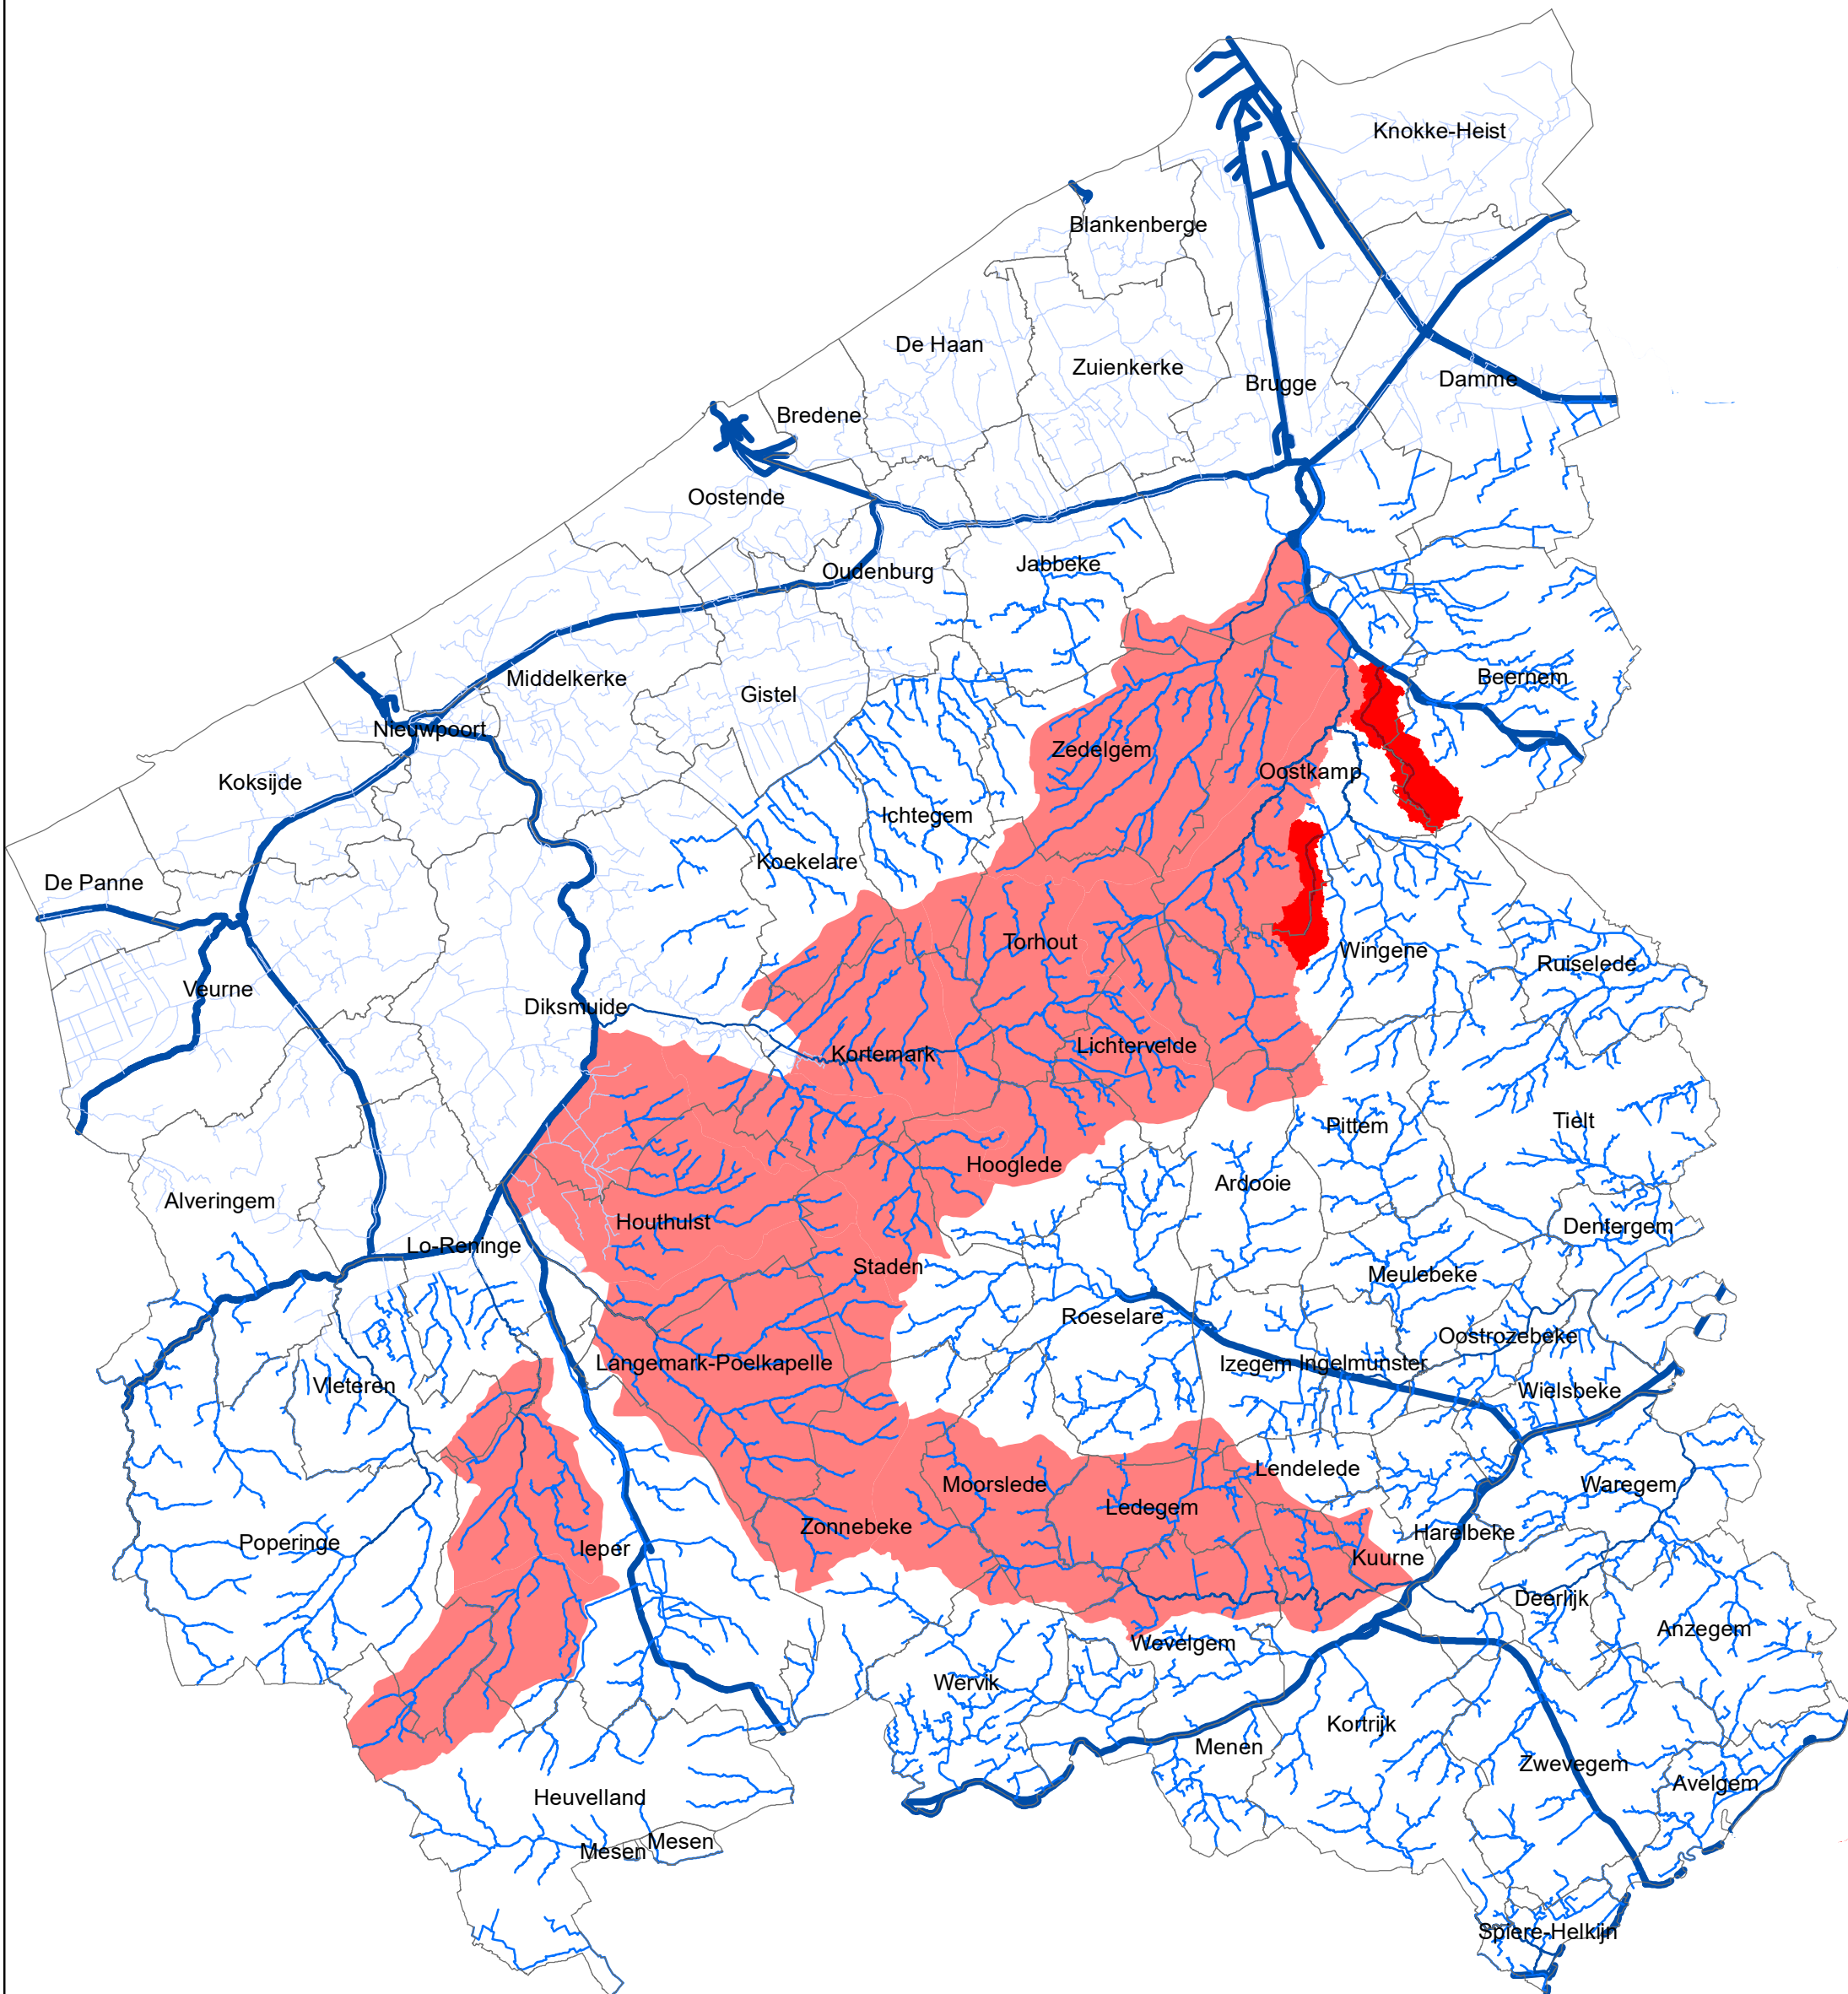 Knokke-Heist
Blankenberge
De Haan
Zuienkerke
Brugge
Damme
Bredene
Oostende
Jabbeke
Oudenburg
Middelkerke
Gistel
Beernem
Nieuwpoort
Zedelgem
Koksijde
Oostkamp
Ichtegem
Koekelare
De Panne
Torhout
Wingene
Ruiselede
Veurne
Diksmuide
Kortemark
Lichtervelde
Pittem
Tielt
Hooglede
Ardooie
Alveringem
Houthulst
Dentergem
Lo-Reninge
Staden
Meulebeke
Roeselare
Oostrozebeke
Langemark-Poelkapelle
Izegem
Ingelmunster
Vleteren
Wielsbeke
Lendelede
Moorslede
Waregem
Ledegem
Zonnebeke
Harelbeke
Poperinge
Ieper
Kuurne
Deerlijk
Anzegem
Wevelgem
Wervik
Kortrijk
Menen
Zwevegem
Avelgem
Heuvelland
Mesen
Mesen
Spiere-Helkijn